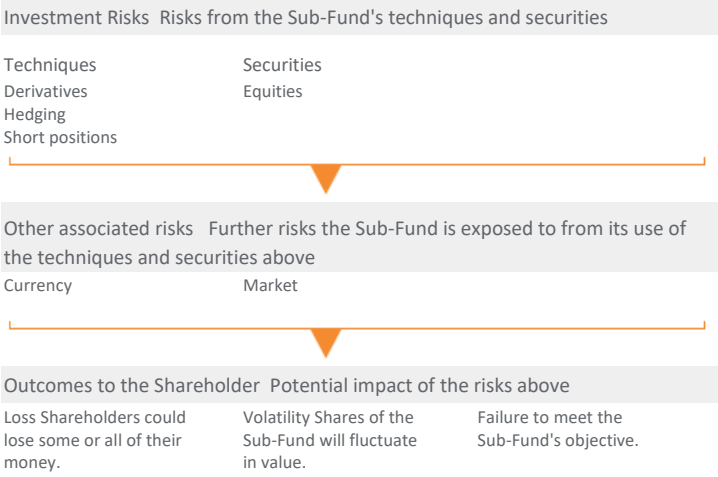 Investment Risks Risks from the Sub-Fund's techniques and securities
Techniques
Derivatives
Hedging
Short positions
Securities
Equities
Other associated risks Further risks the Sub-Fund is exposed to from its use of
the techniques and securities above
Currency
Market
Outcomes to the Shareholder Potential impact of the risks above
Loss Shareholders could
lose some or all of their
money.
Volatility Shares of the
Sub-Fund will fluctuate
in value.
Failure to meet the
Sub-Fund's objective.